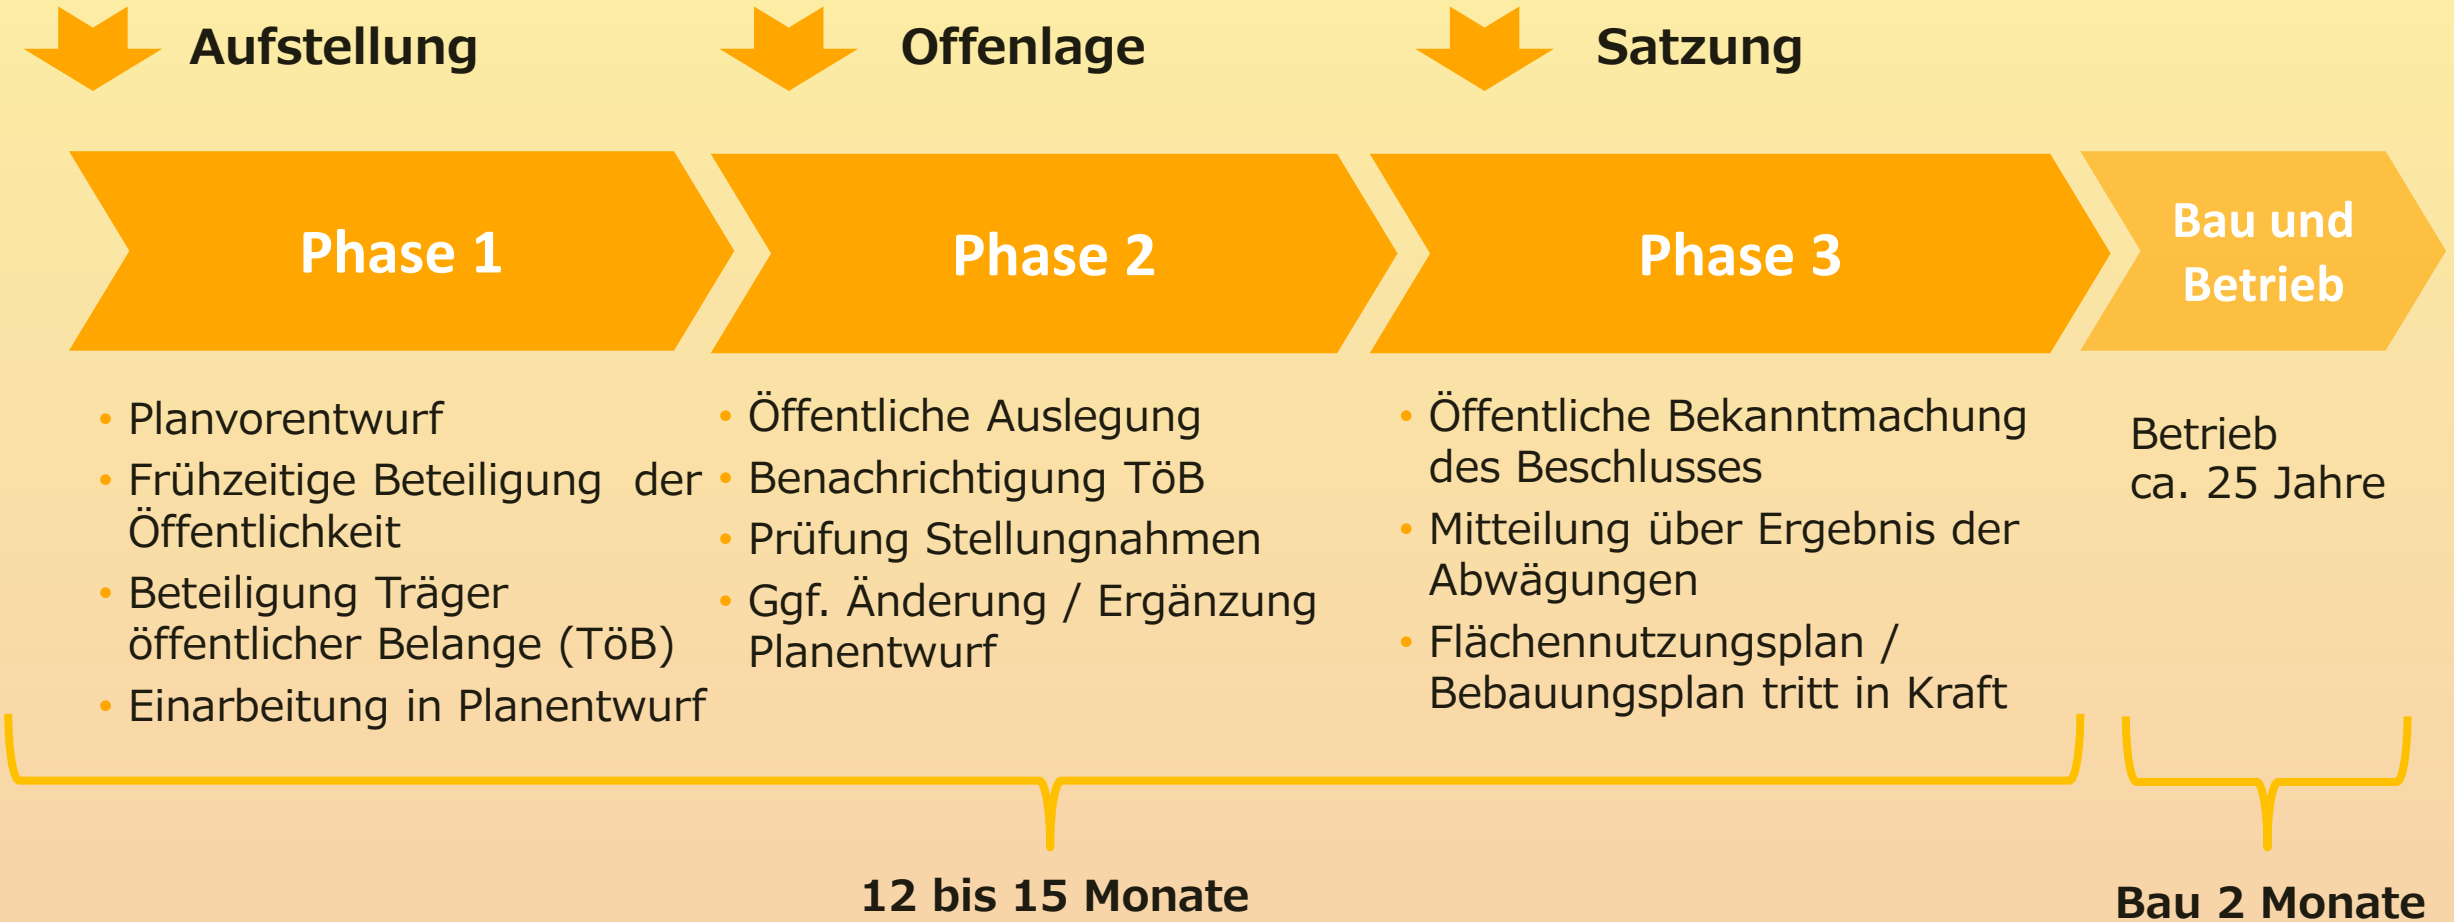 Aufstellung
Offenlage
Satzung
Phase 1
Phase 2
Phase 3
Bau und
Betrieb
• Planvorentwurf
• Frühzeitige Beteiligung der
Öffentlichkeit
• Beteiligung Träger
öffentlicher Belange (TöB)
• Einarbeitung in Planentwurf
• Öffentliche Auslegung
• Benachrichtigung TöB
• Prüfung Stellungnahmen
• Ggf. Änderung / Ergänzung
Planentwurf
• Öffentliche Bekanntmachung
des Beschlusses
• Mitteilung über Ergebnis der
Abwägungen
• Flächennutzungsplan /
Bebauungsplan tritt in Kraft
Betrieb
ca. 25 Jahre
12 bis 15 Monate
Bau 2 Monate